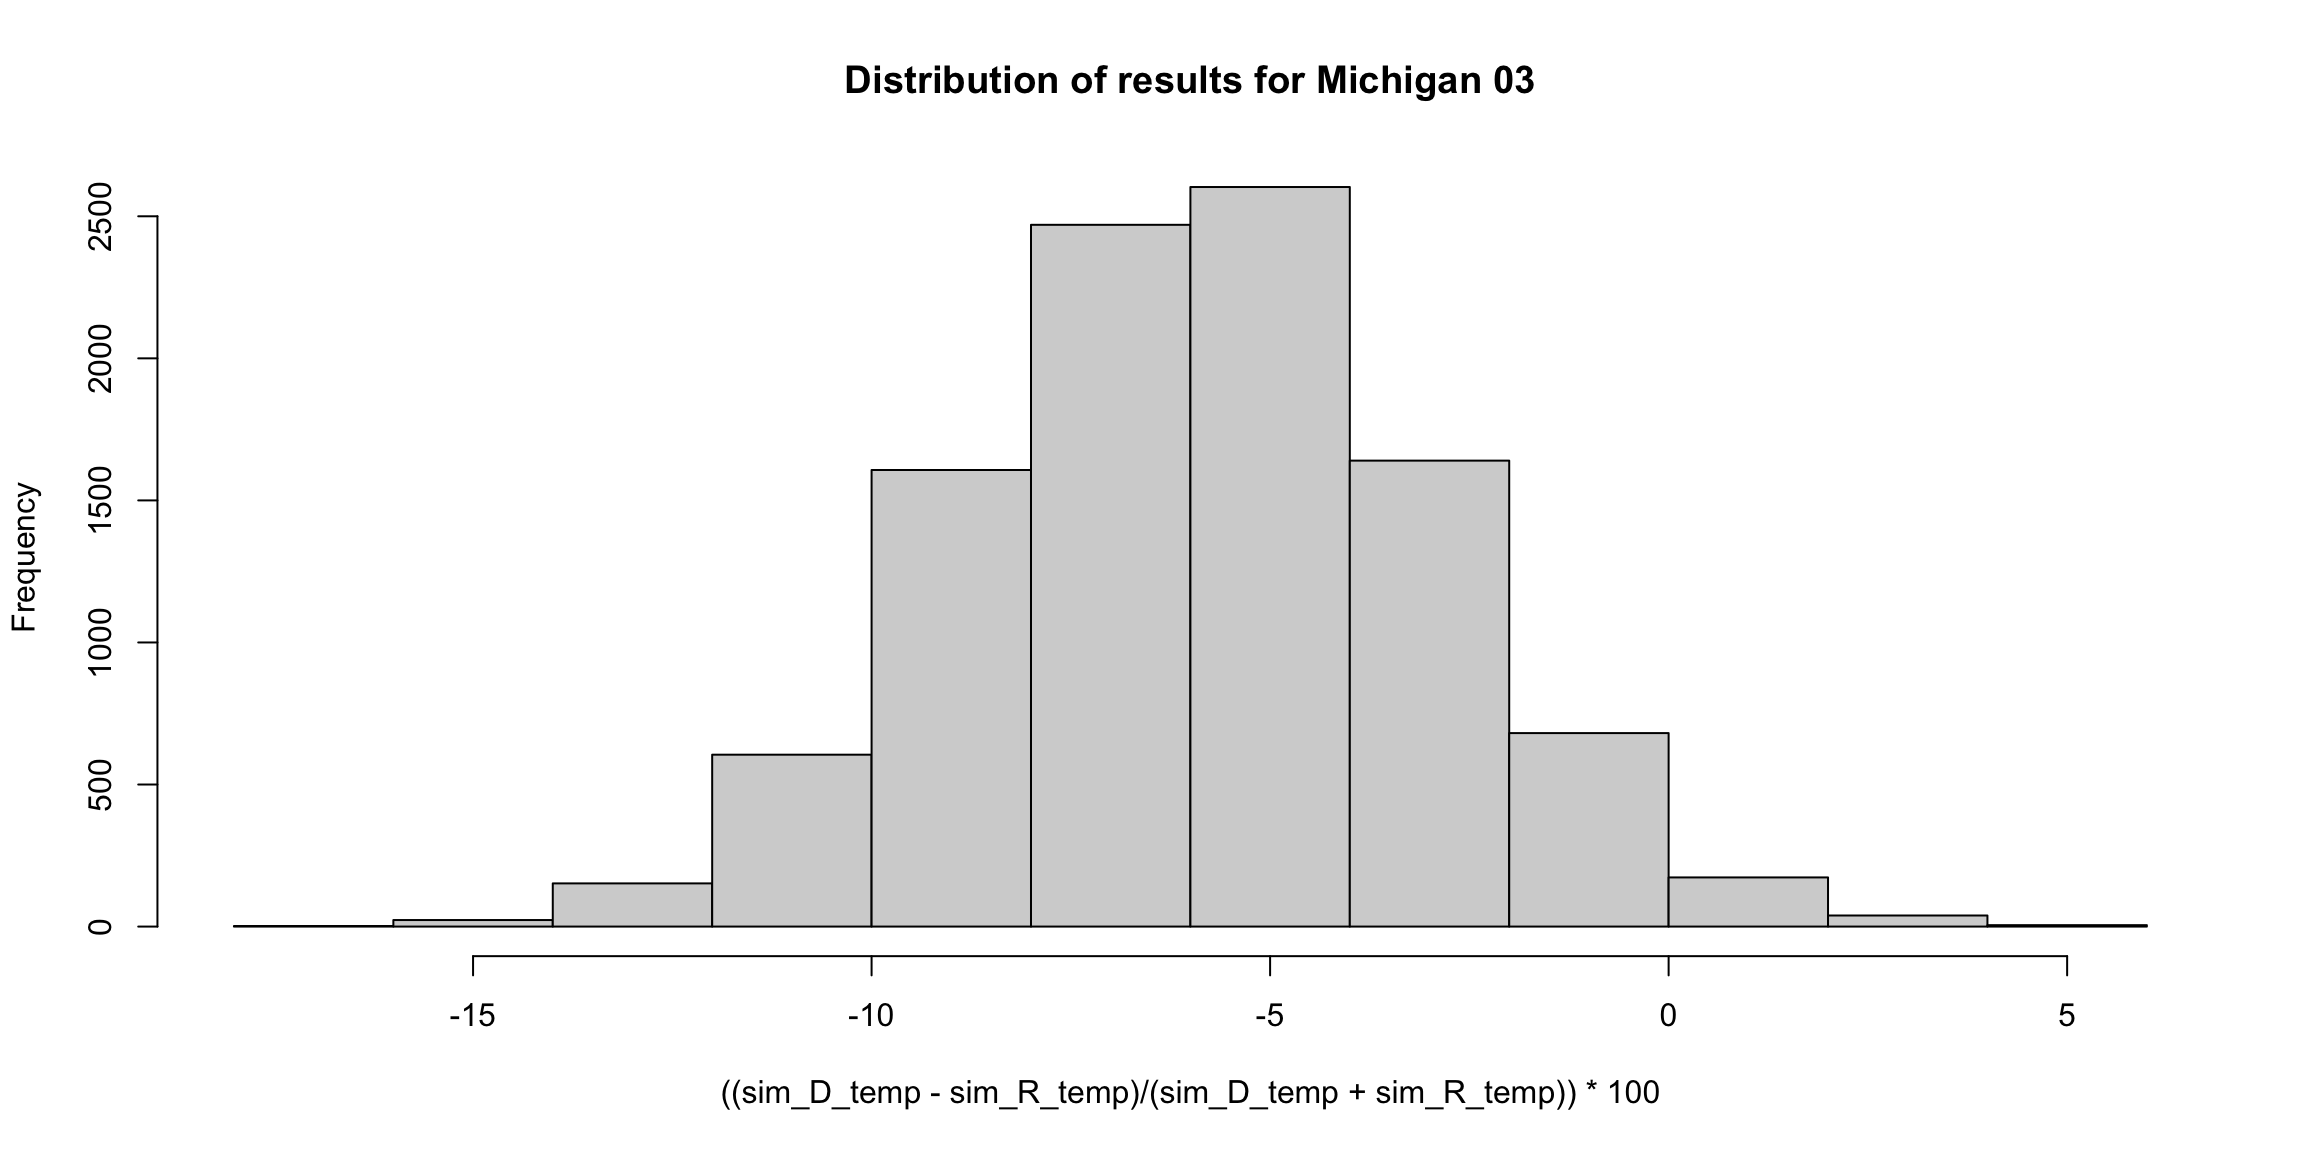 Distribution of results for Michigan 03
Frequency
2500
2000
1500
1000
500
0
-15 -10 -5 0 5
((sim_D_temp - sim_R_temp)/(sim_D_temp + sim_R_temp)) * 100